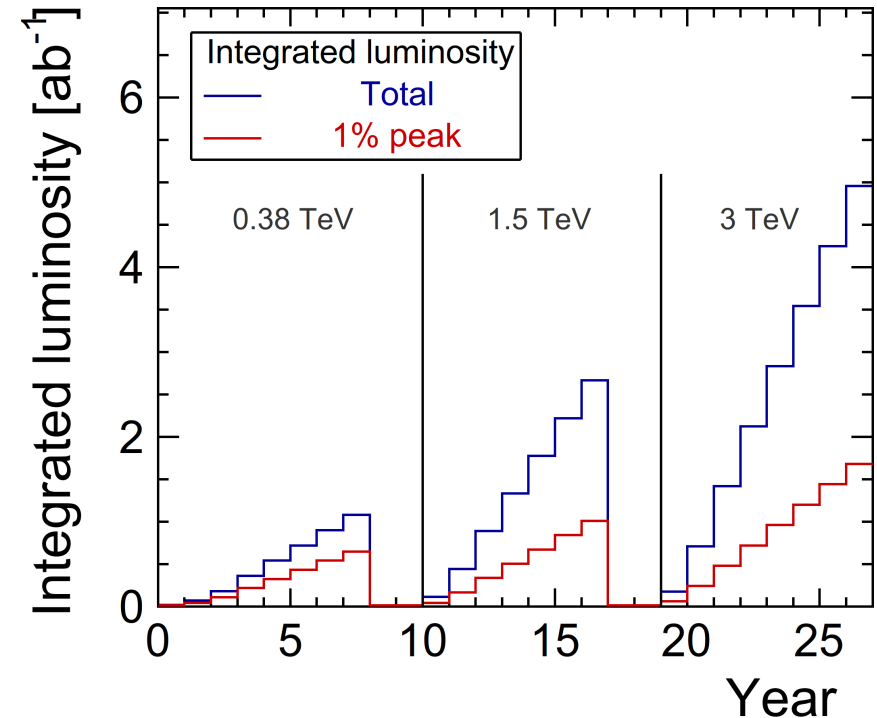 Integrated luminosity [ab⁻¹]
Integrated luminosity
Total
1% peak
0.38 TeV 1.5 TeV 3 TeV
6
4
2
0
0 5 10 15 20 25
Year